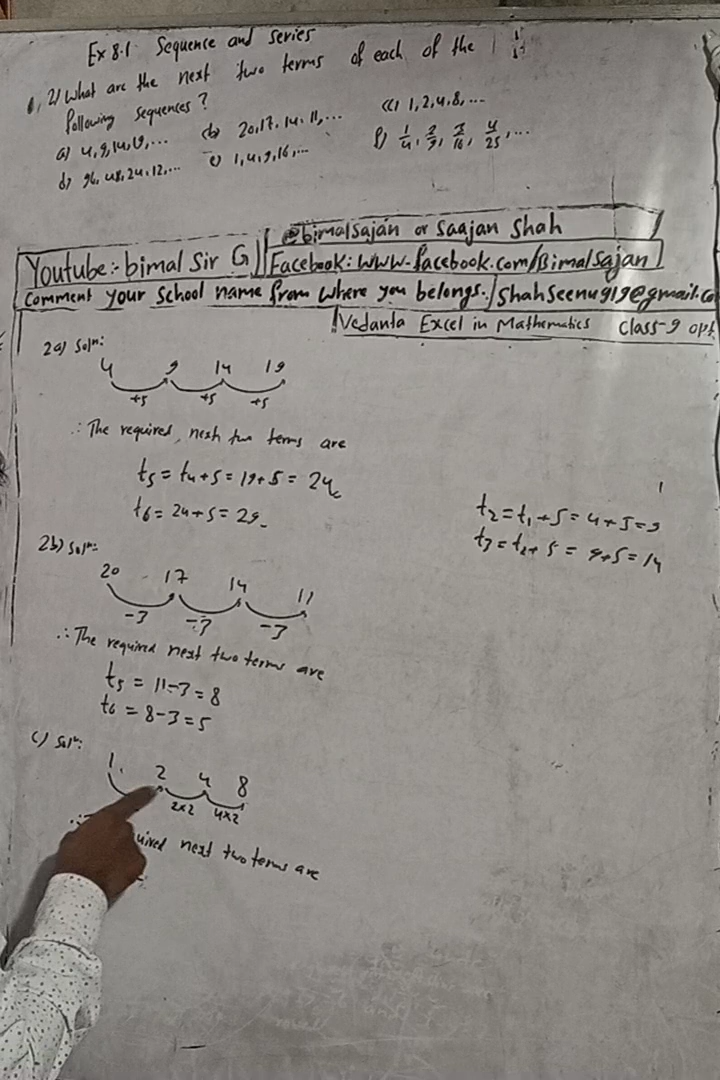 Ex 8.1 Sequence and series
2) What are the next two terms of each of the
following sequences?
a) 4, 9, 14, 19, ... (b) 20, 17, 14, 11, ... (c) 1, 2, 4, 8, ...
d) 96, 48, 24, 12, ... e) 1, 4, 9, 16, ... f) 1/4, 2/9, 3/16, 4/25, ...
@bimalsajan or Saajan Shah
Youtube:- bimal Sir G
Facebook: www.facebook.com/Bimalsajan
Comment your School name from where you belongs.
Vedanta Excel in Mathematics Class-9 opt
2a) Solⁿ:
4 9 14 19
+5 +5 +5
∴ The required, next two terms are
t5 = t4+5 = 19+5 = 24
t6 = 24+5 = 29
t2 = t1+5 = 4+5=9
t3 = t2+5 = 9+5=14
2b) Solⁿ:
20 17 14 11
-3 -3 -3
∴ The required next two terms are
t5 = 11-3 = 8
t6 = 8-3 = 5
c) Solⁿ:
1 2 4 8
2×2 4×2
next two terms are